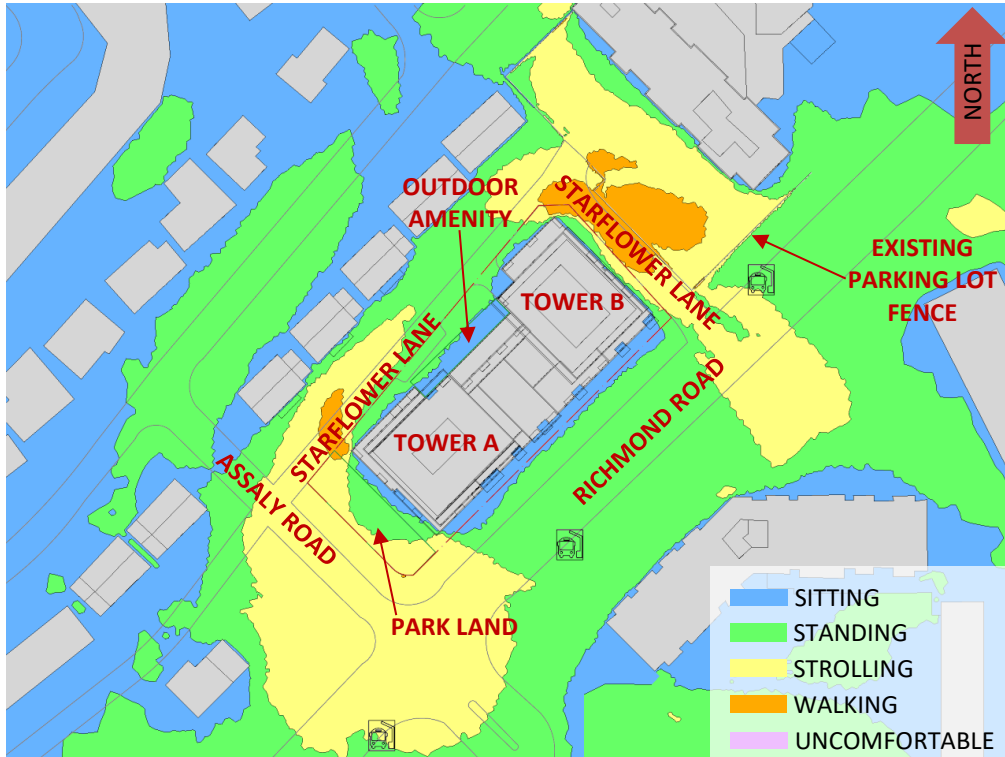 NORTH
OUTDOOR
AMENITY
STARFLOWER LANE
EXISTING
PARKING LOT
FENCE
TOWER B
STARFLOWER LANE
TOWER A
RICHMOND ROAD
ASSALY ROAD
PARK LAND
SITTING
STANDING
STROLLING
WALKING
UNCOMFORTABLE